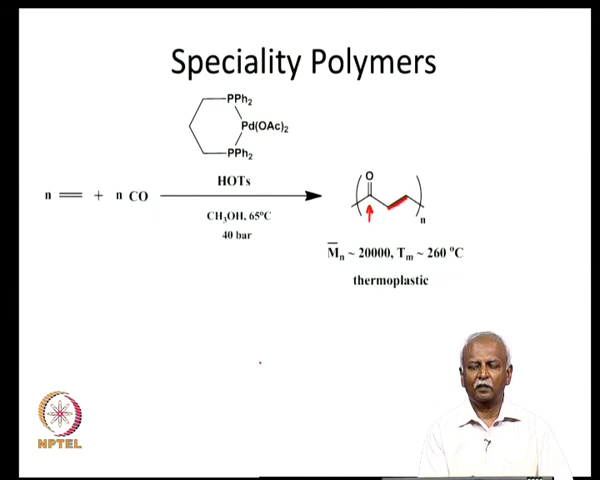 Speciality Polymers
PPh₂
Pd(OAc)₂
PPh₂
HOTs
n + n CO
CH₃OH, 65°C
40 bar
O
n
M̅ₙ ~ 20000, Tₘ ~ 260 °C
thermoplastic
NPTEL